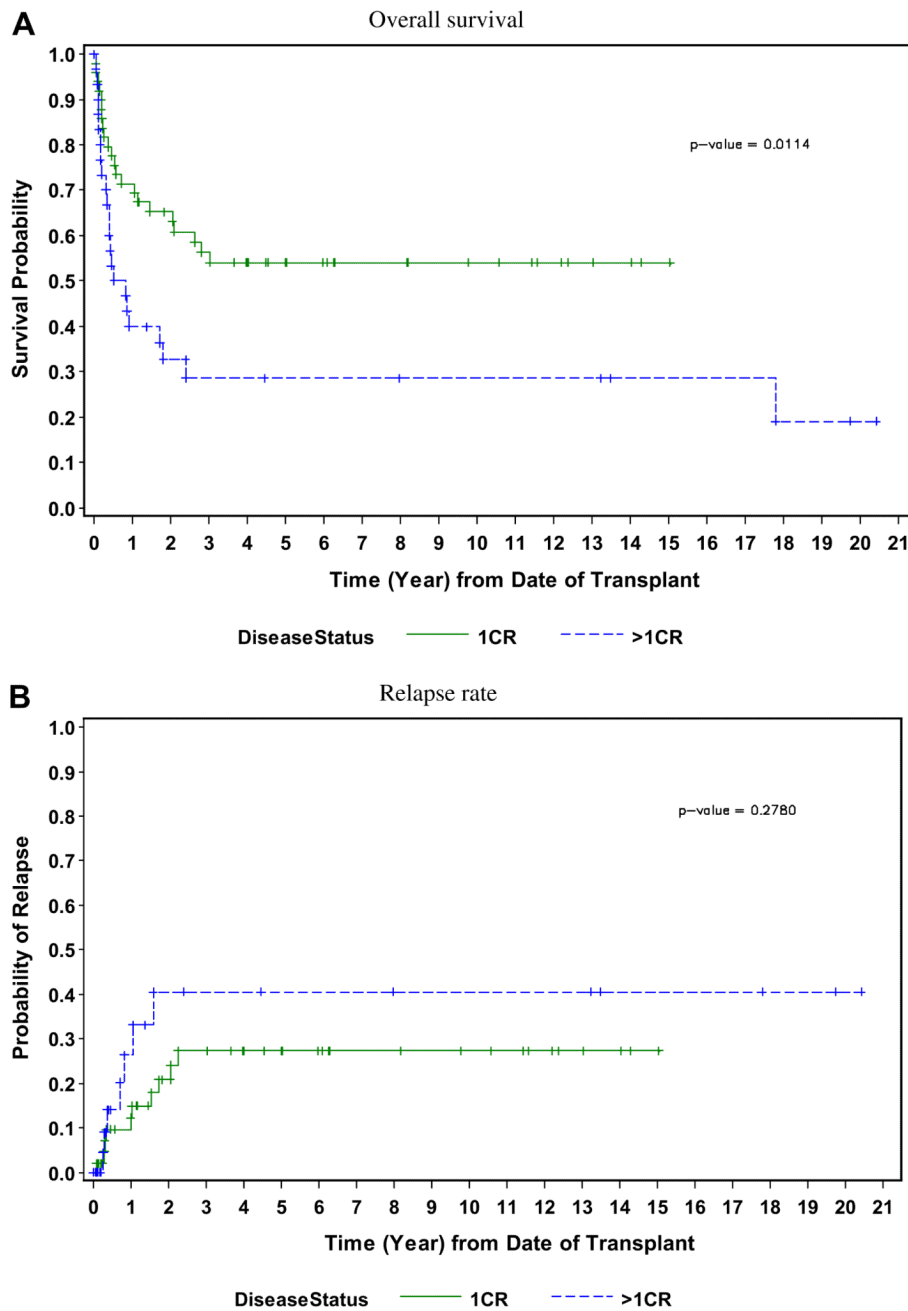 A
Overall survival
1.0
0.9
0.8
0.7
0.6
0.5
0.4
0.3
0.2
0.1
0.0
Survival Probability
p-value = 0.0114
0 1 2 3 4 5 6 7 8 9 10 11 12 13 14 15 16 17 18 19 20 21
Time (Year) from Date of Transplant
DiseaseStatus 1CR >1CR
B
Relapse rate
1.0
0.9
0.8
0.7
0.6
0.5
0.4
0.3
0.2
0.1
0.0
Probability of Relapse
p-value = 0.2780
0 1 2 3 4 5 6 7 8 9 10 11 12 13 14 15 16 17 18 19 20 21
Time (Year) from Date of Transplant
DiseaseStatus 1CR >1CR